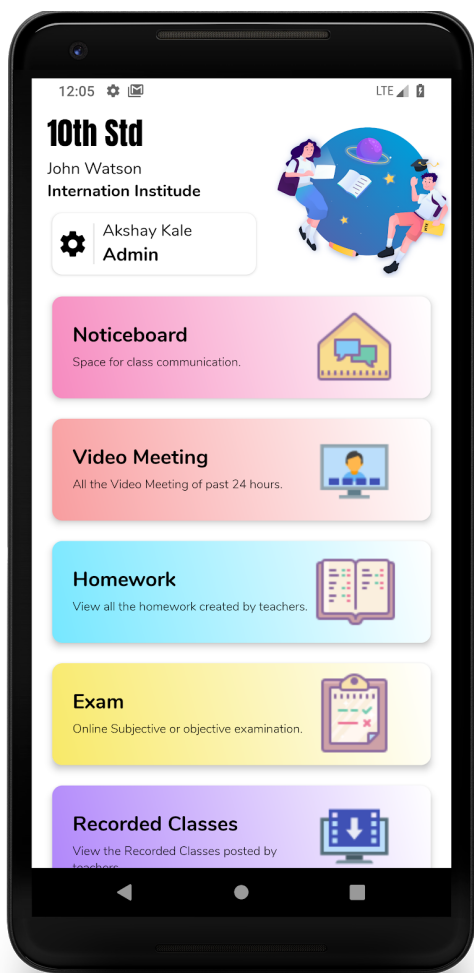 12:05
LTE
10th Std
John Watson
Internation Institude
Akshay Kale
Admin
Noticeboard
Space for class communication.
Video Meeting
All the Video Meeting of past 24 hours.
Homework
View all the homework created by teachers.
Exam
Online Subjective or objective examination.
Recorded Classes
View the Recorded Classes posted by
teachers